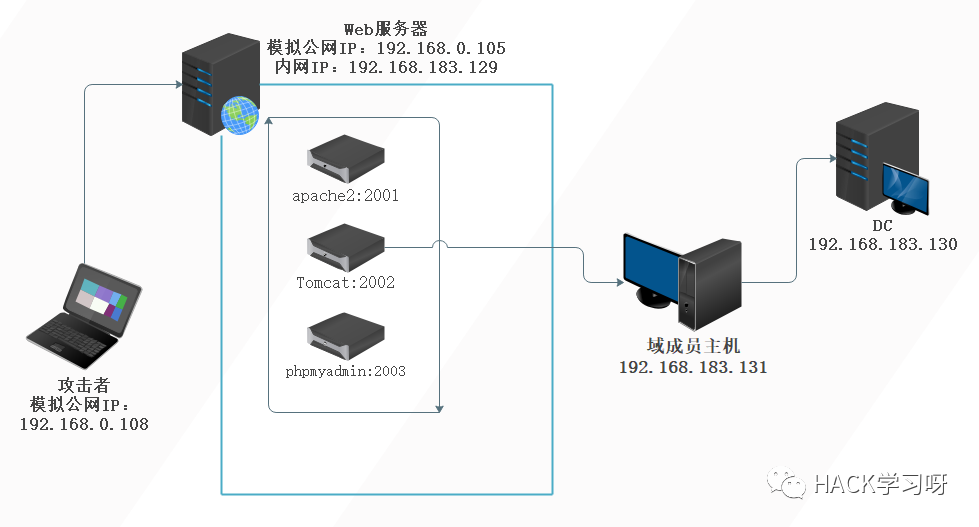 Web服务器
模拟公网IP: 192.168.0.105
内网IP: 192.168.183.129
apache2:2001
Tomcat:2002
phpmyadmin:2003
攻击者
模拟公网IP:
192.168.0.108
域成员主机
192.168.183.131
DC
192.168.183.130
HACK学习呀